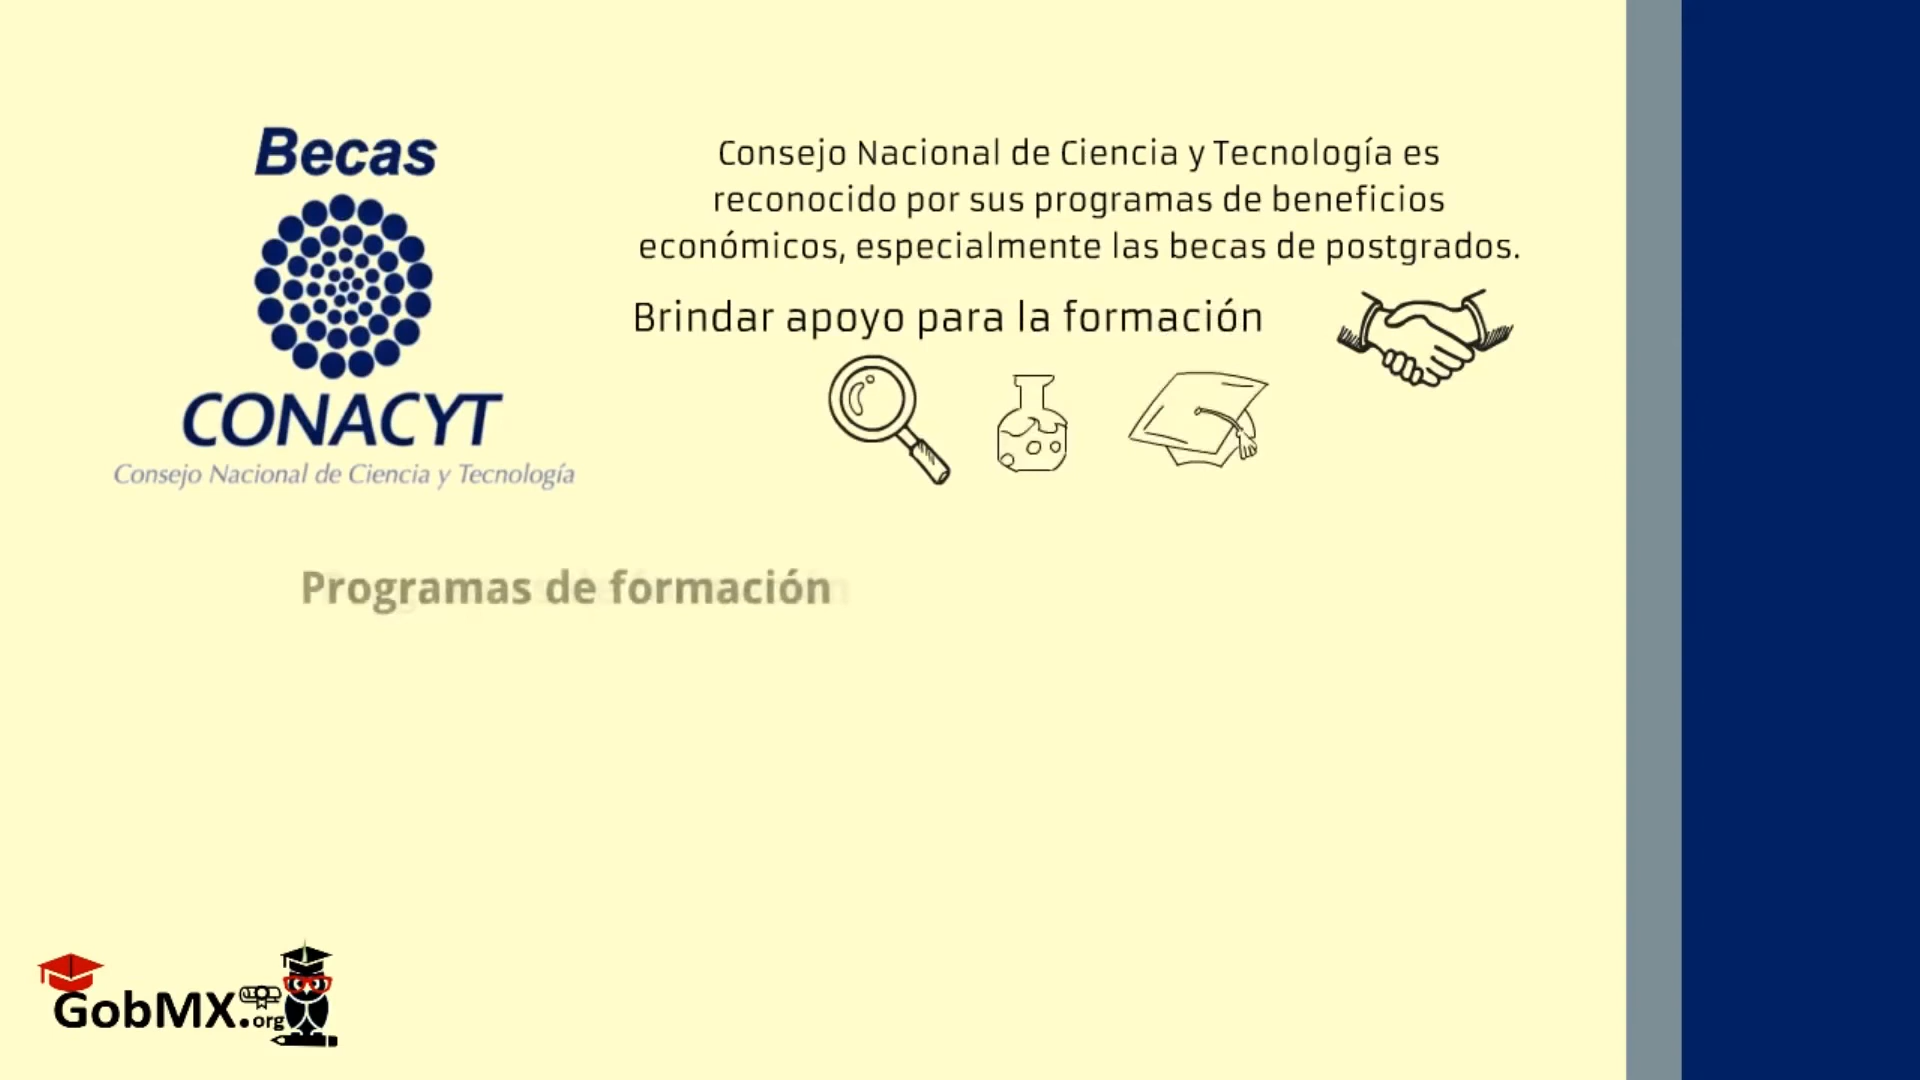 Becas
CONACYT
Consejo Nacional de Ciencia y Tecnología
Consejo Nacional de Ciencia y Tecnología es
reconocido por sus programas de beneficios
económicos, especialmente las becas de postgrados.
Brindar apoyo para la formación
Programas de formación
GobMX.org